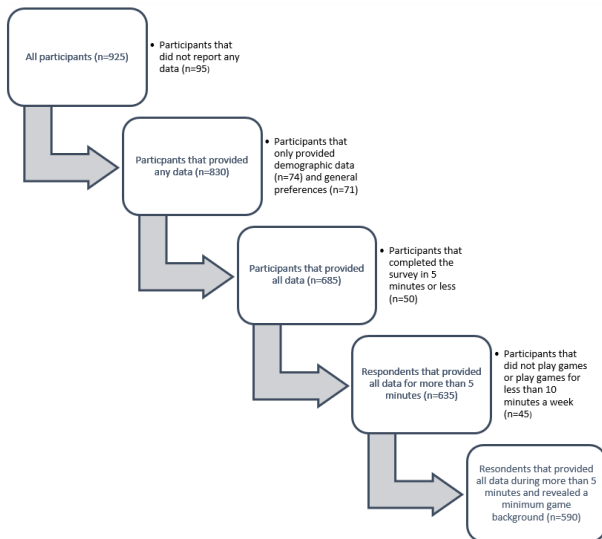 All participants (n=925)
• Participants that
did not report any
data (n=95)
Particpants that provided
any data (n=830)
• Participants that
only provided
demographic data
(n=74) and general
preferences (n=71)
Participants that provided
all data (n=685)
• Participants that
completed the
survey in 5
minutes or less
(n=50)
Respondents that provided
all data for more than 5
minutes (n=635)
• Participants that
did not play games
or play games for
less than 10
minutes a week
(n=45)
Resondents that provided
all data during more than
5 minutes and revealed a
minimum game
background (n=590)